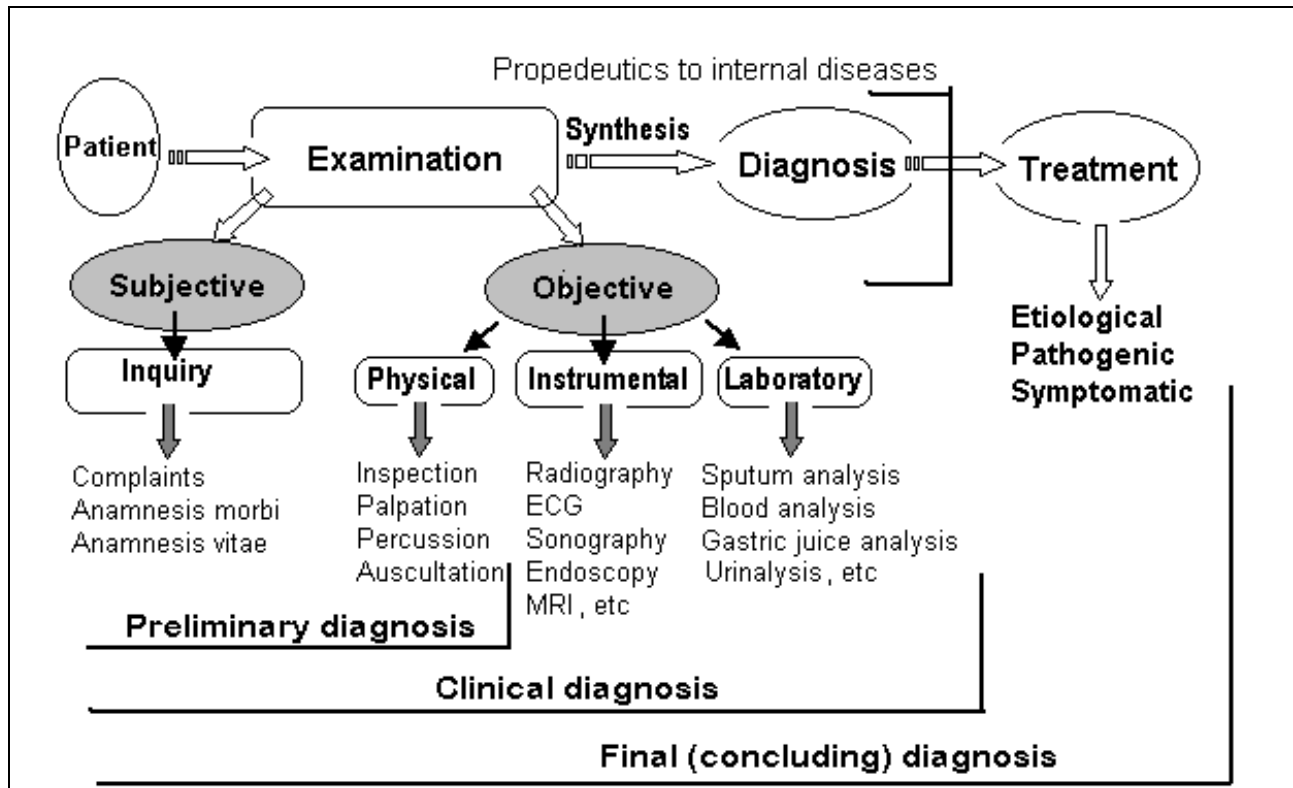 Propedeutics to internal diseases
Patient
Examination
Synthesis
Diagnosis
Treatment
Subjective
Objective
Etiological
Pathogenic
Symptomatic
Inquiry
Physical
Instrumental
Laboratory
Complaints
Anamnesis morbi
Anamnesis vitae
Inspection
Palpation
Percussion
Auscultation
Radiography
ECG
Sonography
Endoscopy
MRI , etc
Sputum analysis
Blood analysis
Gastric juice analysis
Urinalysis , etc
Preliminary diagnosis
Clinical diagnosis
Final (concluding) diagnosis